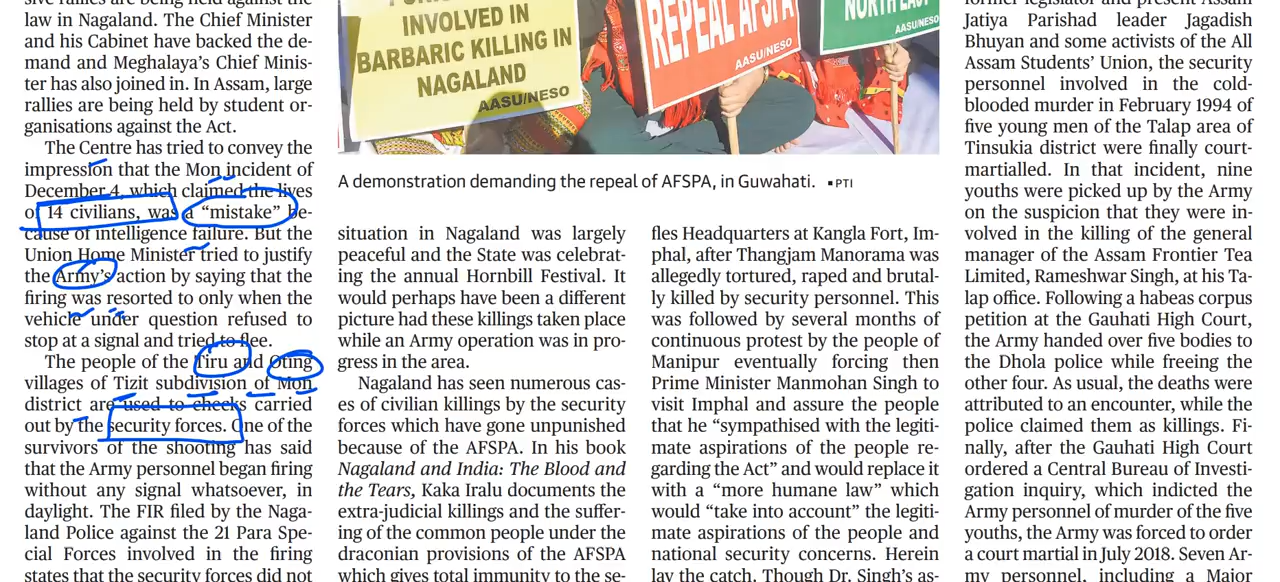 sive rallies are being held against the
law in Nagaland. The Chief Minister
and his Cabinet have backed the de-
mand and Meghalaya's Chief Minis-
ter has also joined in. In Assam, large
rallies are being held by student or-
ganisations against the Act.
The Centre has tried to convey the
impression that the Mon incident of
December 4, which claimed the lives
of 14 civilians, was a “mistake” be-
cause of intelligence failure. But the
Union Home Minister tried to justify
the Army's action by saying that the
firing was resorted to only when the
vehicle under question refused to
stop at a signal and tried to flee.
The people of the Tiru and Oting
villages of Tizit subdivision of Mon
district are used to checks carried
out by the security forces. One of the
survivors of the shooting has said
that the Army personnel began firing
without any signal whatsoever, in
daylight. The FIR filed by the Naga-
land Police against the 21 Para Spe-
cial Forces involved in the firing
states that the security forces did not
INVOLVED IN
BARBARIC KILLING IN
NAGALAND
AASU/NESO
REPEAL AFSPA
AASU/NESO
NORTH EAST
AASU/NESO
A demonstration demanding the repeal of AFSPA, in Guwahati. ▪PTI
situation in Nagaland was largely
peaceful and the State was celebrat-
ing the annual Hornbill Festival. It
would perhaps have been a different
picture had these killings taken place
while an Army operation was in pro-
gress in the area.
Nagaland has seen numerous cas-
es of civilian killings by the security
forces which have gone unpunished
because of the AFSPA. In his book
Nagaland and India: The Blood and
the Tears, Kaka Iralu documents the
extra-judicial killings and the suffer-
ing of the common people under the
draconian provisions of the AFSPA
which gives total immunity to the se-
fles Headquarters at Kangla Fort, Im-
phal, after Thangjam Manorama was
allegedly tortured, aped and brutal-
ly killed by security personnel. This
was followed by several months of
continuous protest by the people of
Manipur eventually forcing then
Prime Minister Manmohan Singh to
visit Imphal and assure the people
that he “sympathised with the legiti-
mate aspirations of the people re-
garding the Act” and would replace it
with a “more humane law” which
would “take into account” the legiti-
mate aspirations of the people and
national security concerns. Herein
lay the catch. Though Dr. Singh's as-
former legislator and present Assam
Jatiya Parishad leader Jagadish
Bhuyan and some activists of the All
Assam Students' Union, the security
personnel involved in the cold-
blooded murder in February 1994 of
five young men of the Talap area of
Tinsukia district were finally court-
martialled. In that incident, nine
youths were picked up by the Army
on the suspicion that they were in-
volved in the killing of the general
manager of the Assam Frontier Tea
Limited, Rameshwar Singh, at his Ta-
lap office. Following a habeas corpus
petition at the Gauhati High Court,
the Army handed over five bodies to
the Dhola police while freeing the
other four. As usual, the deaths were
attributed to an encounter, while the
police claimed them as killings. Fi-
nally, after the Gauhati High Court
ordered a Central Bureau of Investi-
gation inquiry, which indicted the
Army personnel of murder of the five
youths, the Army was forced to order
a court martial in July 2018. Seven Ar-
my personnel, including a Major